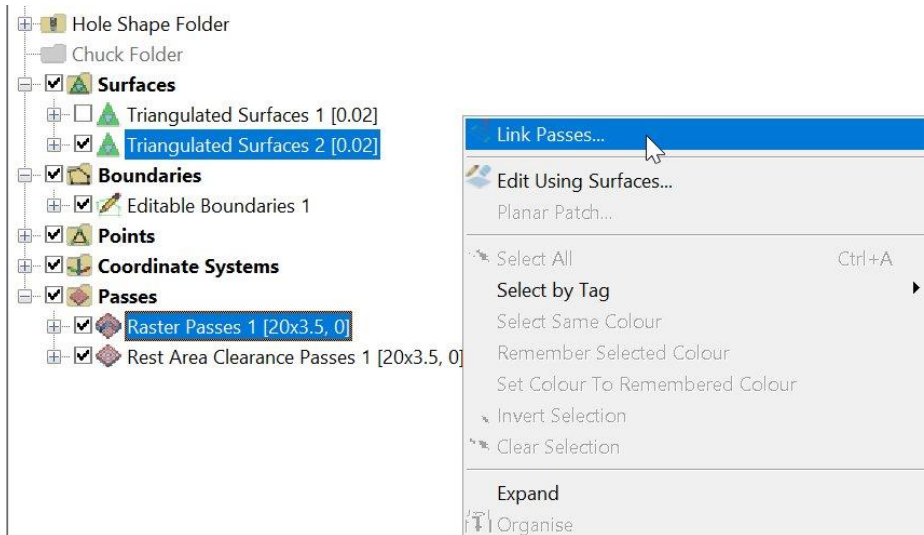 Hole Shape Folder
Chuck Folder
Surfaces
Triangulated Surfaces 1 [0.02]
Triangulated Surfaces 2 [0.02]
Boundaries
Editable Boundaries 1
Points
Coordinate Systems
Passes
Raster Passes 1 [20x3.5, 0]
Rest Area Clearance Passes 1 [20x3.5, 0]
Link Passes...
Edit Using Surfaces...
Planar Patch...
Select All Ctrl+A
Select by Tag
Select Same Colour
Remember Selected Colour
Set Colour To Remembered Colour
Invert Selection
Clear Selection
Expand
Organise